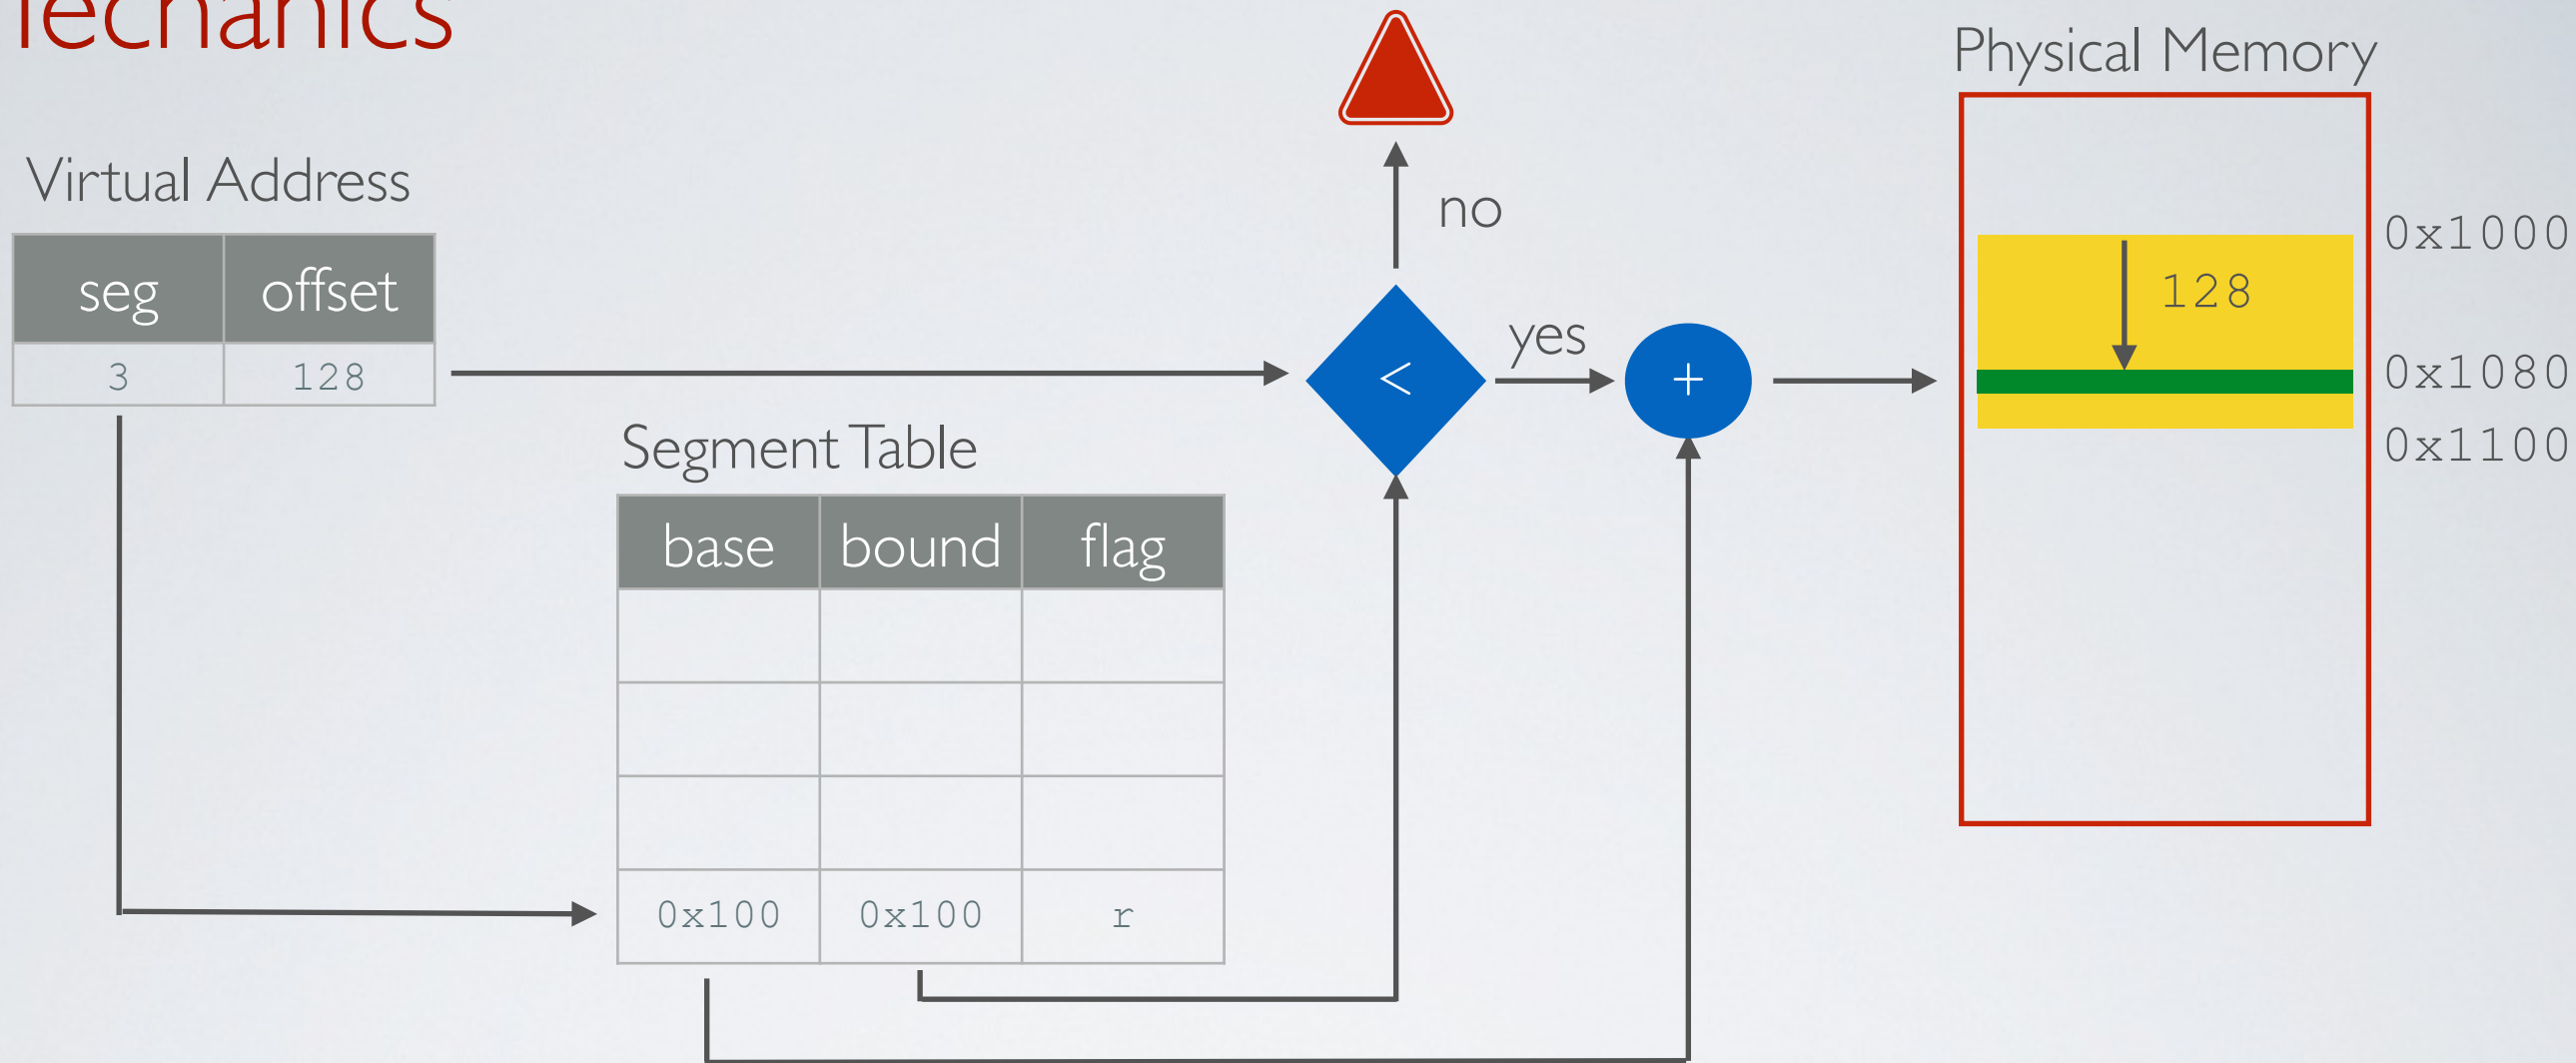 Physical Memory
Virtual Address
seg offset
3 128
no
yes
<
+
Segment Table
base bound flag
0x100 0x100 r
0x1000
128
0x1080
0x1100